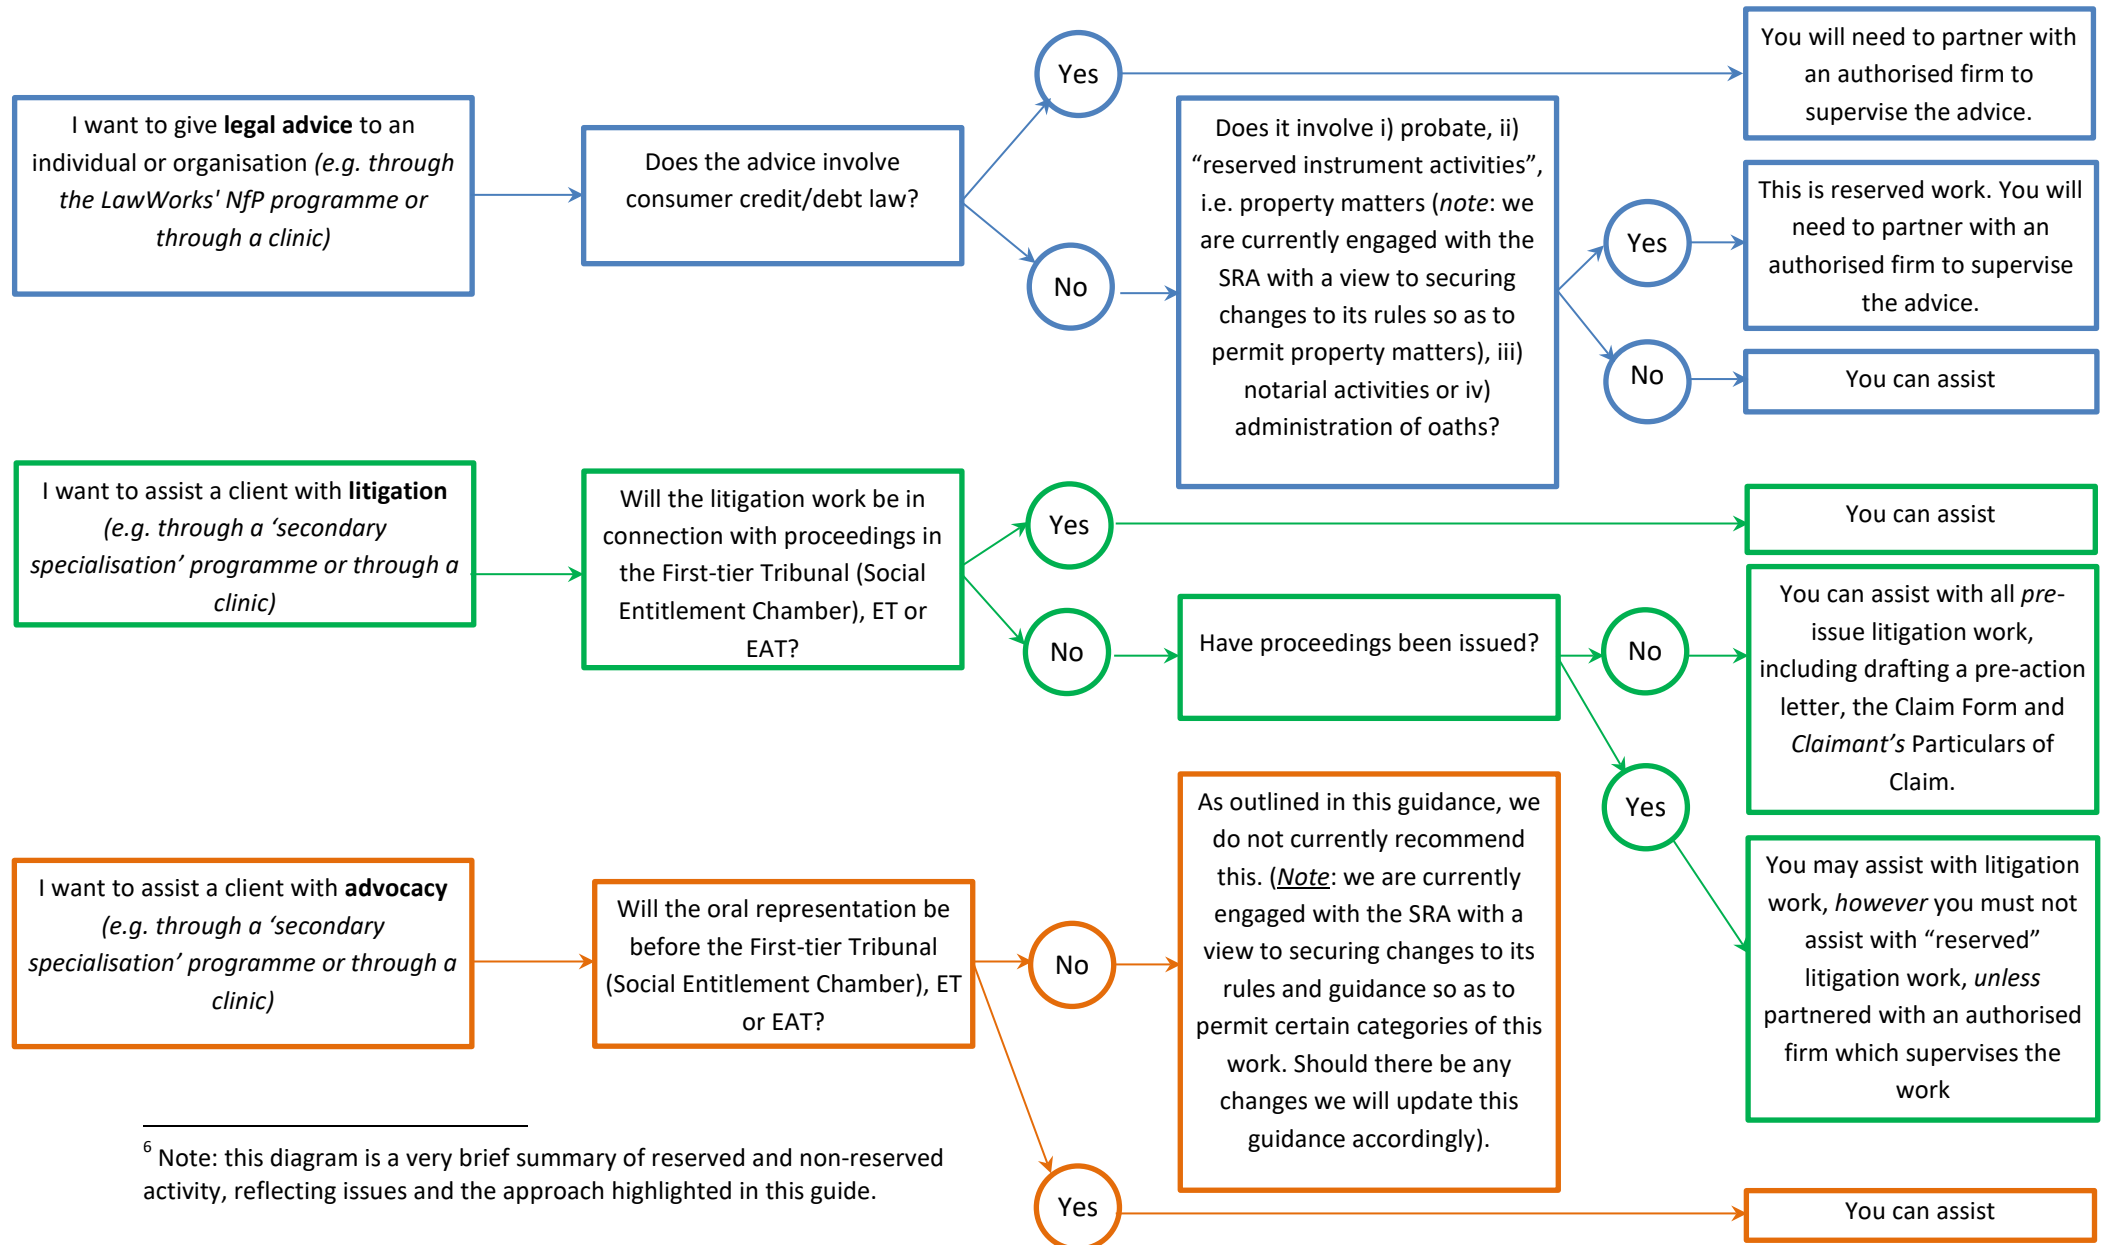 I want to give legal advice to an
individual or organisation (e.g. through
the LawWorks' NfP programme or
through a clinic)
Does the advice involve
consumer credit/debt law?
Yes
You will need to partner with
an authorised firm to
supervise the advice.
No
Does it involve i) probate, ii)
“reserved instrument activities”,
i.e. property matters (note: we
are currently engaged with the
SRA with a view to securing
changes to its rules so as to
permit property matters), iii)
notarial activities or iv)
administration of oaths?
Yes
This is reserved work. You will
need to partner with an
authorised firm to supervise
the advice.
No
You can assist
I want to assist a client with litigation
(e.g. through a ‘secondary
specialisation’ programme or through a
clinic)
Will the litigation work be in
connection with proceedings in
the First-tier Tribunal (Social
Entitlement Chamber), ET or
EAT?
Yes
You can assist
No
Have proceedings been issued?
No
You can assist with all pre-
issue litigation work,
including drafting a pre-action
letter, the Claim Form and
Claimant’s Particulars of
Claim.
Yes
You may assist with litigation
work, however you must not
assist with “reserved”
litigation work, unless
partnered with an authorised
firm which supervises the
work
I want to assist a client with advocacy
(e.g. through a ‘secondary
specialisation’ programme or through a
clinic)
Will the oral representation be
before the First-tier Tribunal
(Social Entitlement Chamber), ET
or EAT?
No
As outlined in this guidance, we
do not currently recommend
this. (Note: we are currently
engaged with the SRA with a
view to securing changes to its
rules and guidance so as to
permit certain categories of this
work. Should there be any
changes we will update this
guidance accordingly).
Yes
You can assist
6 Note: this diagram is a very brief summary of reserved and non-reserved
activity, reflecting issues and the approach highlighted in this guide.